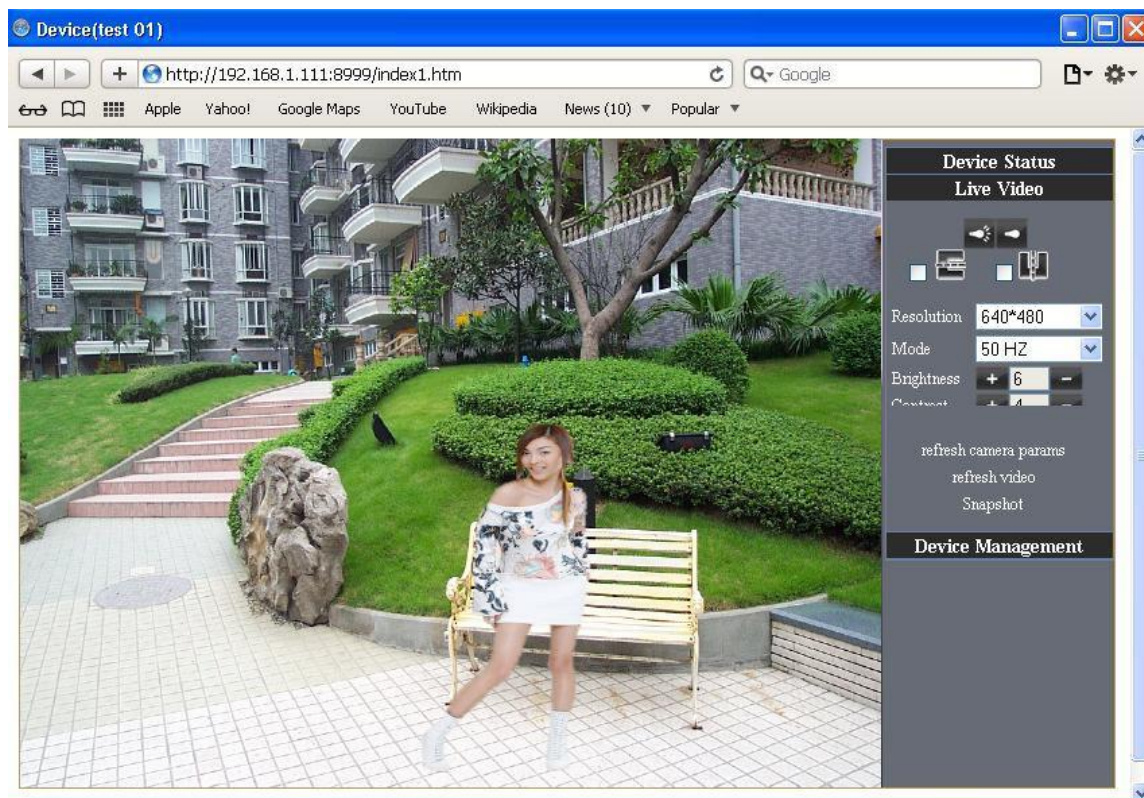 Device(test 01)
http://192.168.1.111:8999/index1.htm
Google
Apple Yahoo! Google Maps YouTube Wikipedia News (10) ▼ Popular ▼
Device Status
Live Video
Resolution 640*480
Mode 50 HZ
Brightness + 6 -
Contrast + 4 -
refresh camera params
refresh video
Snapshot
Device Management